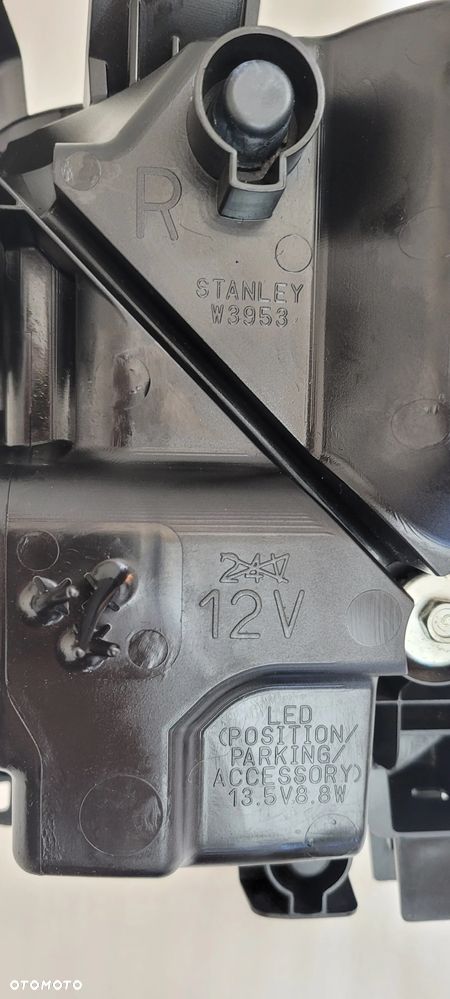 R
STANLEY
W3953
24V
12V
LED
(POSITION/
PARKING/
ACCESSORY)
13.5V8.8W
OTOMOTO